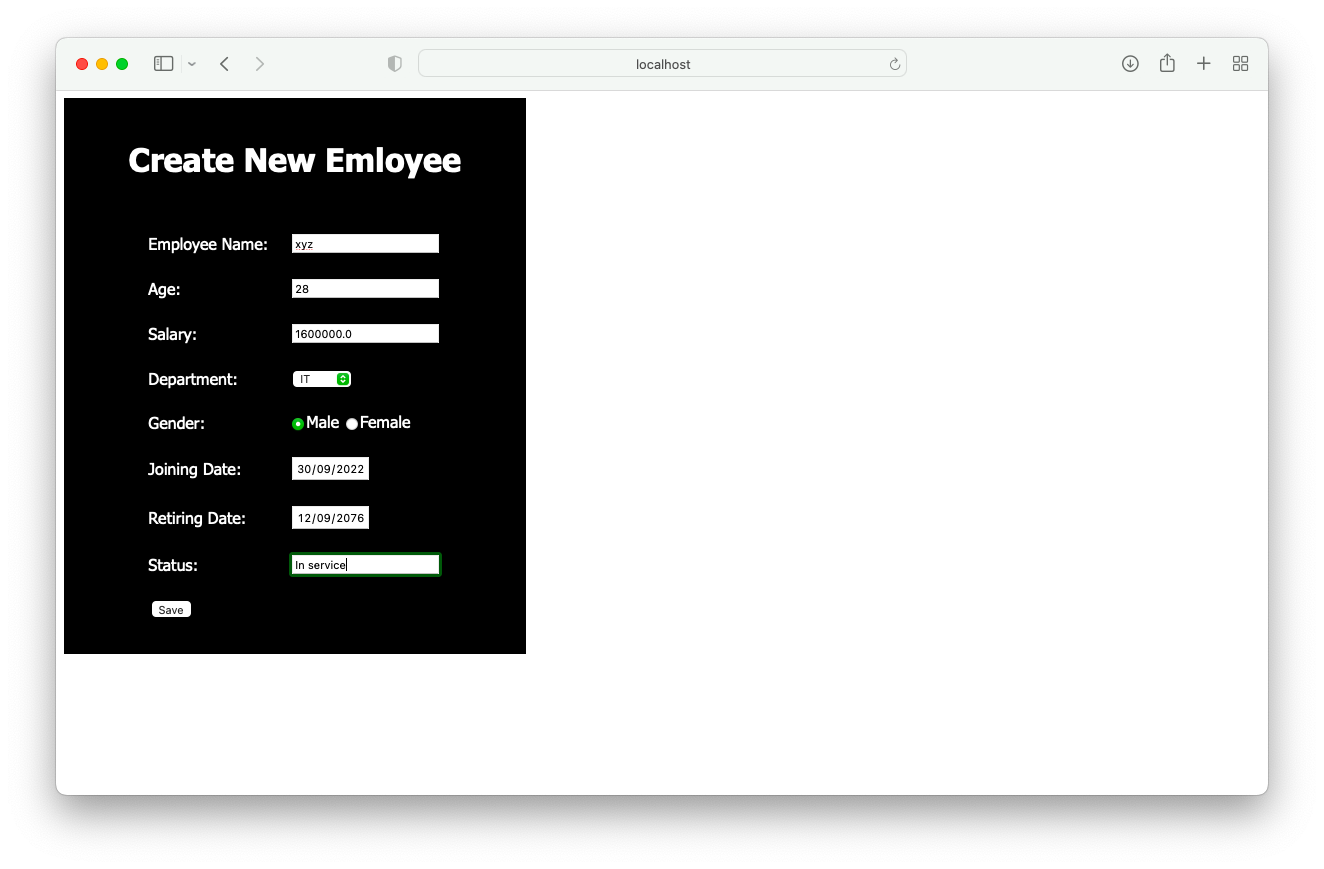 localhost
Create New Emloyee
Employee Name: xyz
Age: 28
Salary: 1600000.0
Department: IT
Gender: Male Female
Joining Date: 30/09/2022
Retiring Date: 12/09/2076
Status: In service
Save